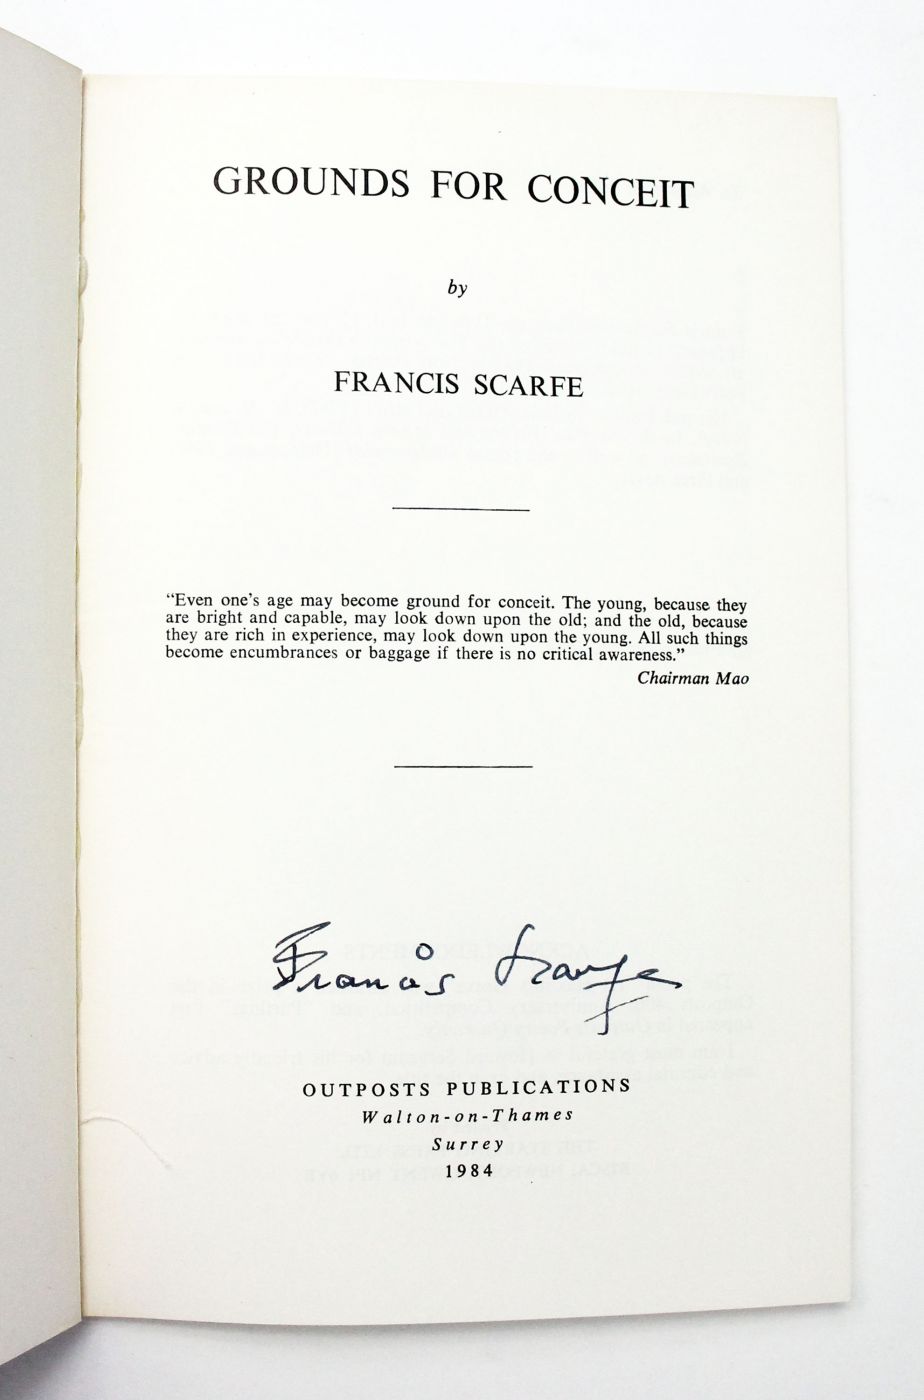 GROUNDS FOR CONCEIT
by
FRANCIS SCARFE
“Even one’s age may become ground for conceit. The young, because they
are bright and capable, may look down upon the old; and the old, because
they are rich in experience, may look down upon the young. All such things
become encumbrances or baggage if there is no critical awareness.”
Chairman Mao
Francis Scarfe
OUTPOSTS PUBLICATIONS
Walton-on-Thames
Surrey
1984